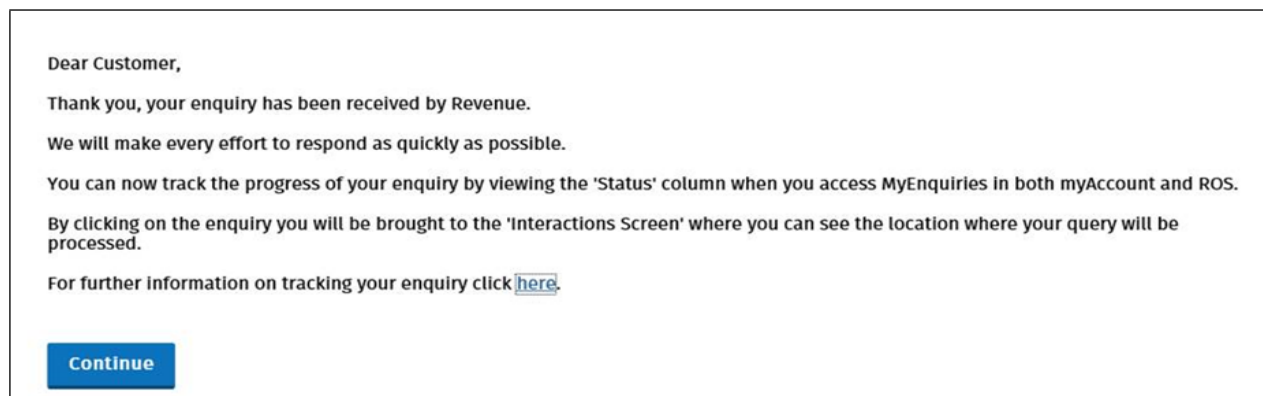 Dear Customer,
Thank you, your enquiry has been received by Revenue.
We will make every effort to respond as quickly as possible.
You can now track the progress of your enquiry by viewing the 'Status' column when you access MyEnquiries in both myAccount and ROS.
By clicking on the enquiry you will be brought to the 'Interactions Screen' where you can see the location where your query will be
processed.
For further information on tracking your enquiry click here.
Continue